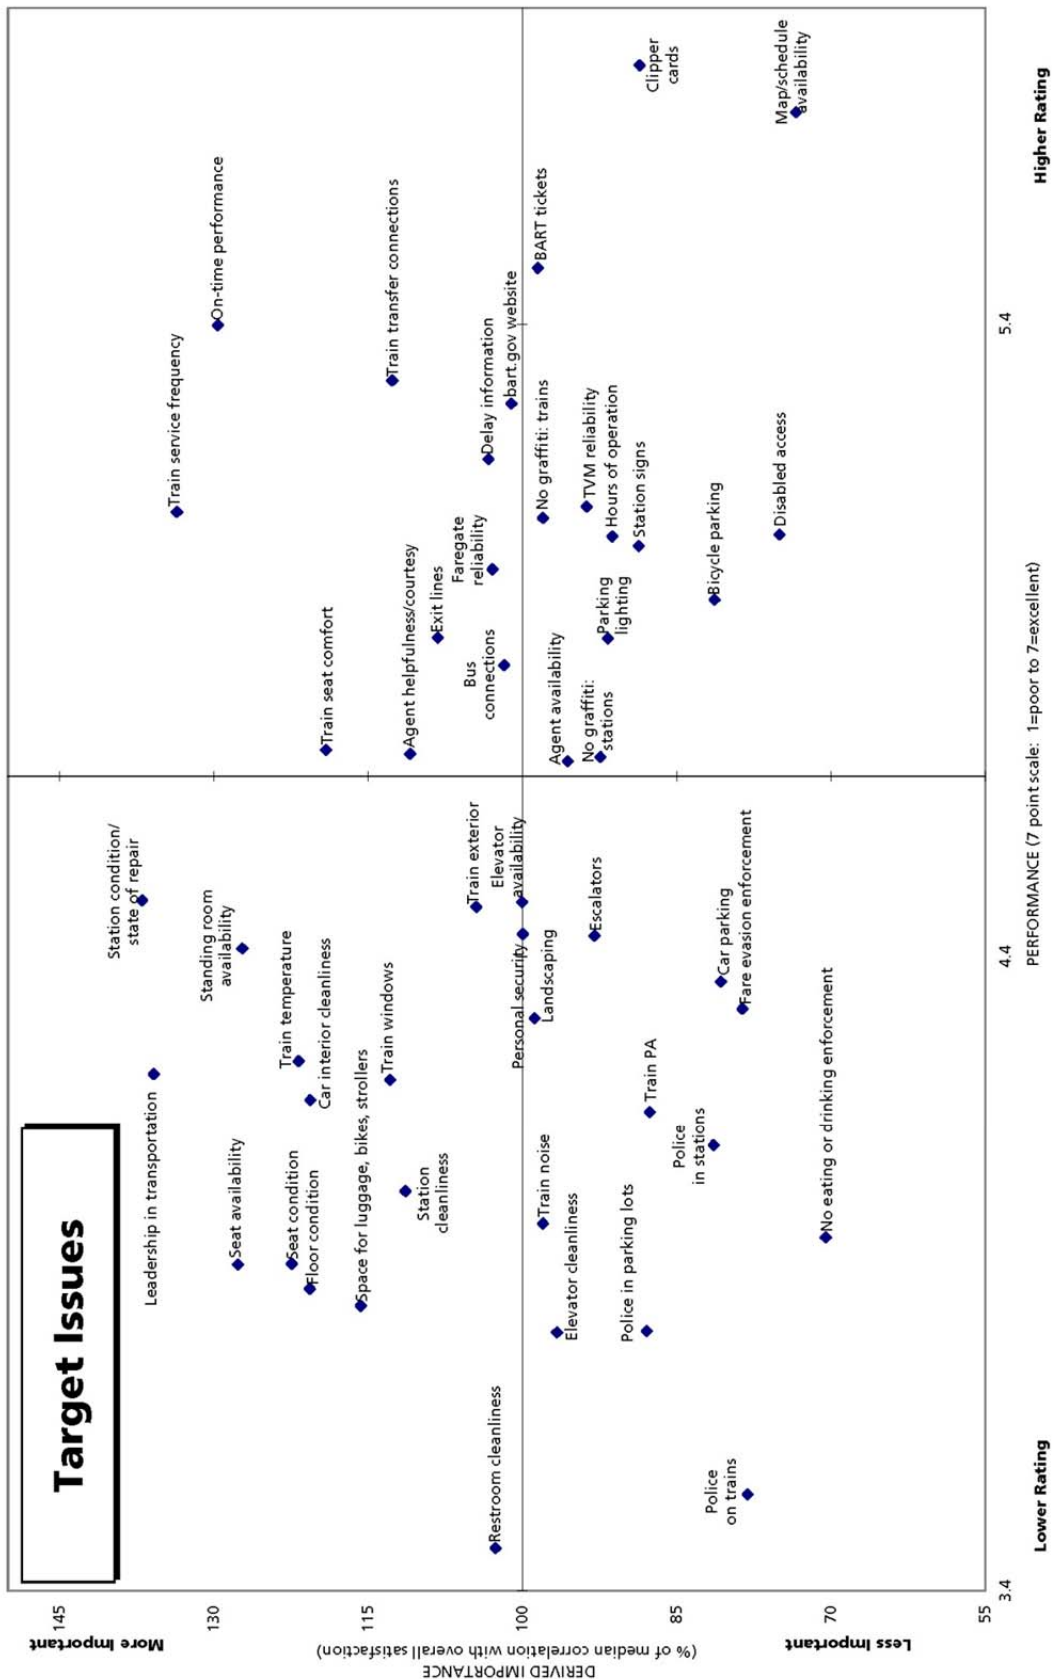 Target Issues
DERIVED IMPORTANCE
(% of median correlation with overall satisfaction)
More Important
Less Important
145
130
115
100
85
70
55
Station condition/
state of repair
Leadership in transportation
Train service frequency
On-time performance
Standing room
availability
Seat availability
Train temperature
Seat condition
Car interior cleanliness
Floor condition
Train seat comfort
Space for luggage, bikes, strollers
Train windows
Train transfer connections
Station
cleanliness
Agent helpfulness/courtesy
Exit lines
Train exterior
Delay information
Faregate
reliability
Restroom cleanliness
Bus
connections
bart.gov website
Elevator
availability
Personal security
Landscaping
BART tickets
Train noise
No graffiti: trains
Elevator cleanliness
Agent availability
TVM reliability
Escalators
No graffiti:
stations
Parking
lighting
Hours of operation
Station signs
Clipper
cards
Train PA
Police in parking lots
Police
in stations
Bicycle parking
Car parking
Fare evasion enforcement
Police
on trains
Disabled access
Map/schedule
availability
No eating or drinking enforcement
3.4
4.4
5.4
Lower Rating
PERFORMANCE (7 point scale: 1=poor to 7=excellent)
Higher Rating